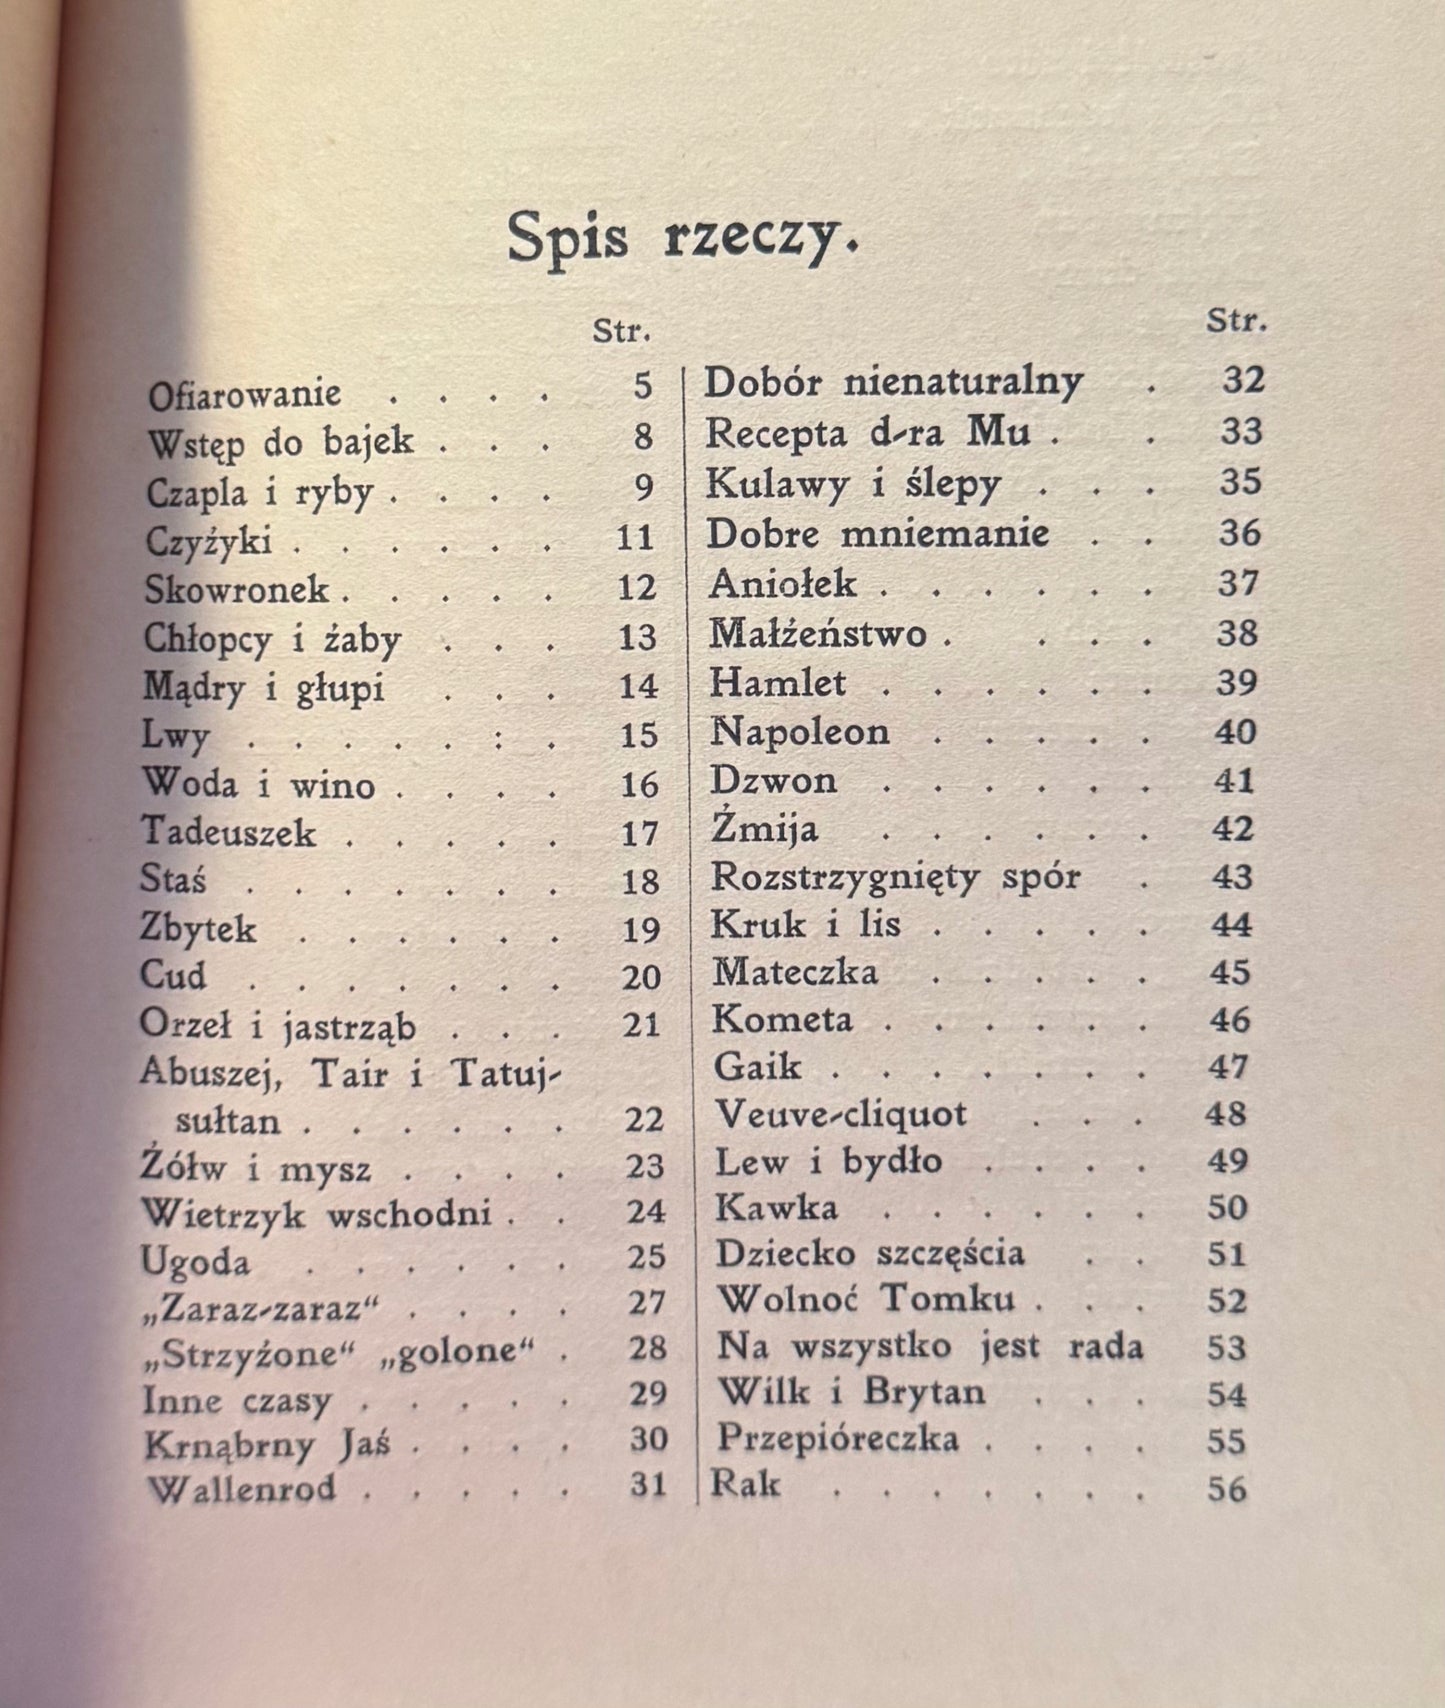 Spis rzeczy.
Str.
Ofiarowanie . . . . 5
Wstęp do bajek . . . 8
Czapla i ryby . . . . 9
Czyżyki . . . . . . 11
Skowronek . . . . . 12
Chłopcy i żaby . . . 13
Mądry i głupi . . . 14
Lwy . . . . . : . 15
Woda i wino . . . . 16
Tadeuszek . . . . . 17
Staś . . . . . . . 18
Zbytek . . . . . . 19
Cud . . . . . . . 20
Orzeł i jastrząb . . . 21
Abuszej, Tair i Tatuj-
sułtan . . . . . . 22
Żółw i mysz . . . . 23
Wietrzyk wschodni . . 24
Ugoda . . . . . . 25
„Zaraz-zaraz“ . . . . 27
„Strzyżone“ „golone“ . 28
Inne czasy . . . . . 29
Krnąbrny Jaś . . . . 30
Wallenrod . . . . . 31
Str.
Dobór nienaturalny . 32
Recepta d-ra Mu . . 33
Kulawy i ślepy . . . 35
Dobre mniemanie . . 36
Aniołek . . . . . . 37
Małżeństwo . . . . 38
Hamlet . . . . . . 39
Napoleon . . . . . 40
Dzwon . . . . . . 41
Żmija . . . . . . 42
Rozstrzygnięty spór . 43
Kruk i lis . . . . . 44
Mateczka . . . . . 45
Kometa . . . . . . 46
Gaik . . . . . . . 47
Veuve-cliquot . . . 48
Lew i bydło . . . . 49
Kawka . . . . . . 50
Dziecko szczęścia . . 51
Wolnoć Tomku . . . 52
Na wszystko jest rada 53
Wilk i Brytan . . . 54
Przepióreczka . . . . 55
Rak . . . . . . . 56